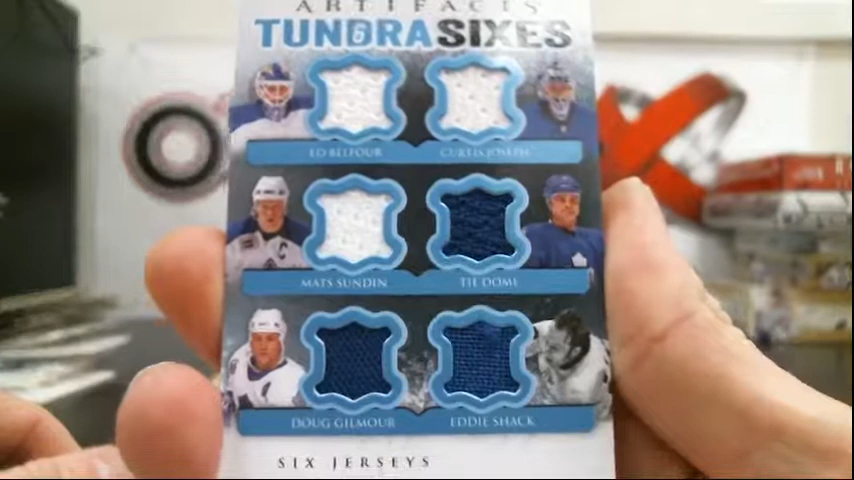 ARTIFACTS
TUNDRA SIXES
ED BELFOUR CURTIS JOSEPH
MATS SUNDIN TIE DOMI
DOUG GILMOUR EDDIE SHACK
SIX JERSEYS